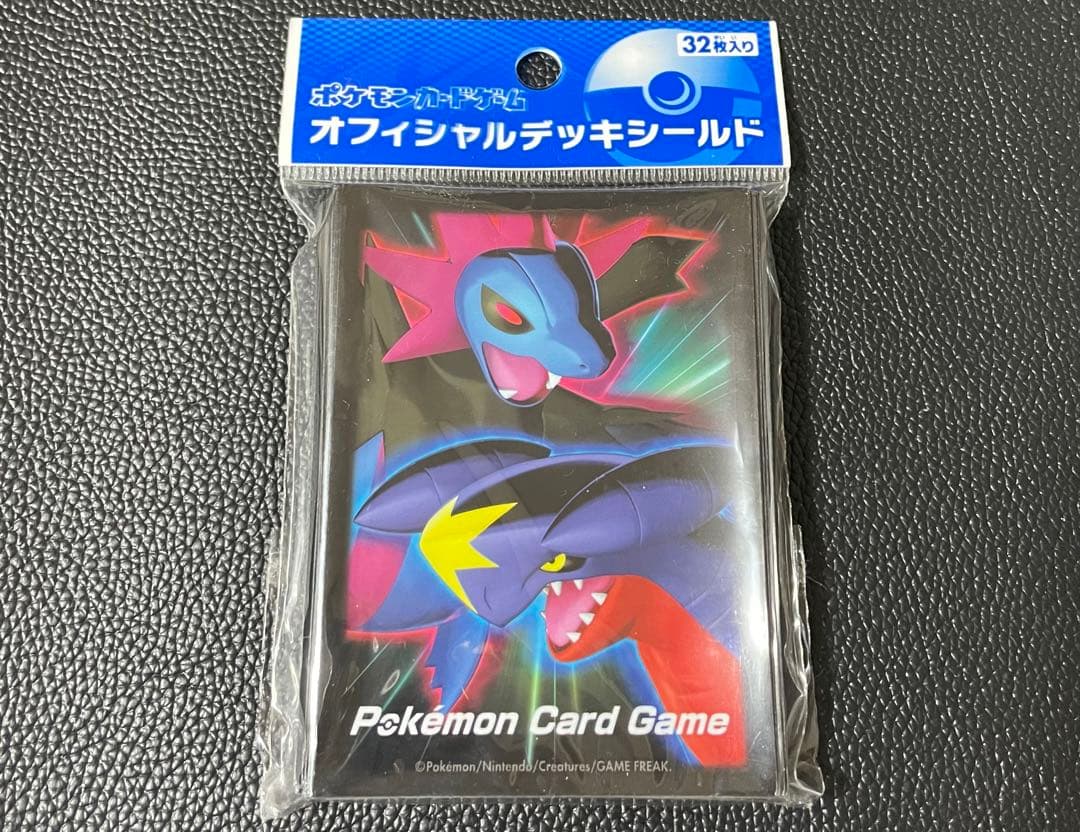 32枚入り
ポケモンカードゲーム
オフィシャルデッキシールド
Pokémon Card Game
©Pokémon/Nintendo/Creatures/GAME FREAK.